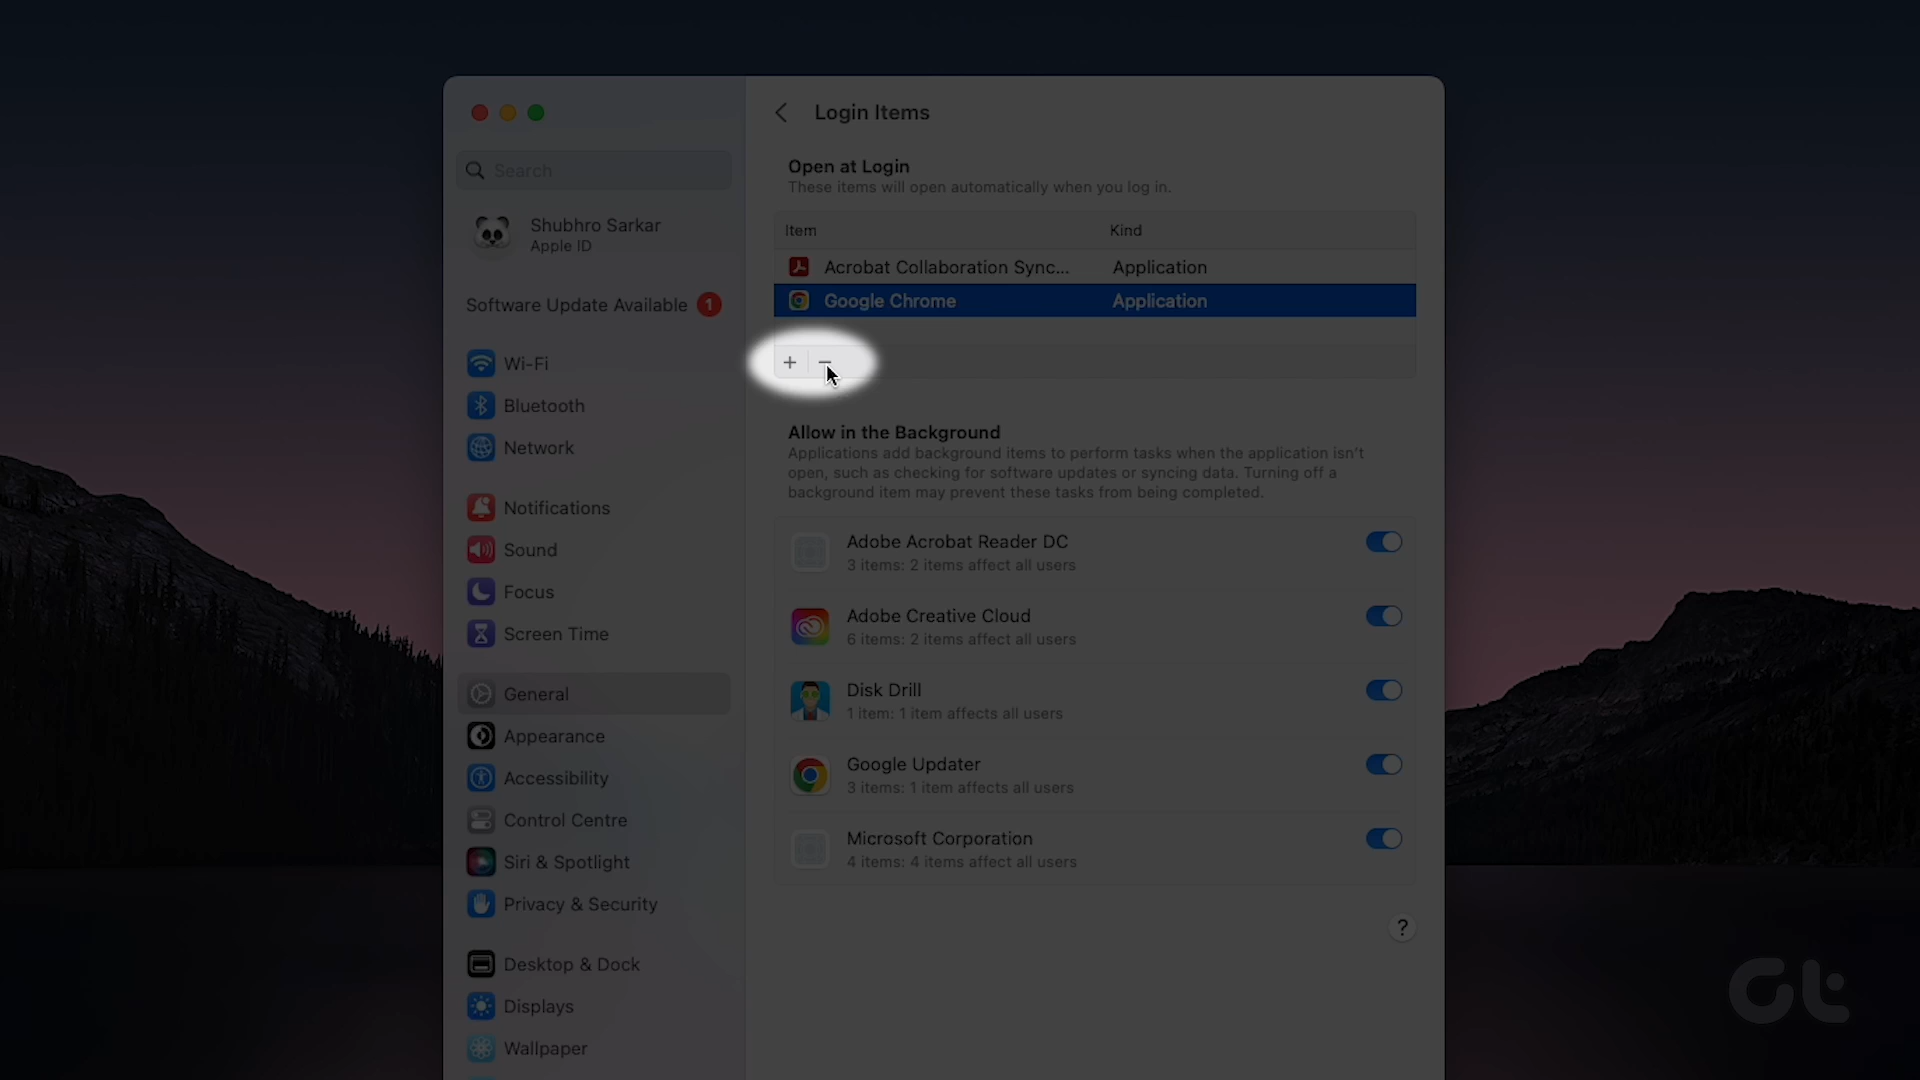 Login Items
Search
Open at Login
These items will open automatically when you log in.
Shubhro Sarkar
Apple ID
Item Kind
Acrobat Collaboration Sync... Application
Google Chrome Application
+ −
Software Update Available 1
Wi-Fi
Bluetooth
Network
Notifications
Sound
Focus
Screen Time
General
Appearance
Accessibility
Control Centre
Siri & Spotlight
Privacy & Security
Desktop & Dock
Displays
Wallpaper
Allow in the Background
Applications add background items to perform tasks when the application isn't
open, such as checking for software updates or syncing data. Turning off a
background item may prevent these tasks from being completed.
Adobe Acrobat Reader DC
3 items: 2 items affect all users
Adobe Creative Cloud
6 items: 2 items affect all users
Disk Drill
1 item: 1 item affects all users
Google Updater
3 items: 1 item affects all users
Microsoft Corporation
4 items: 4 items affect all users
?
Gt